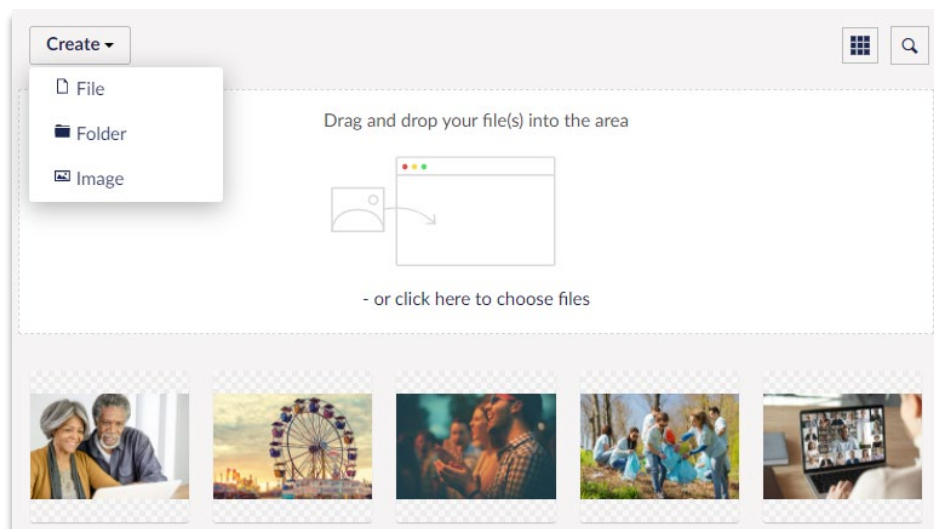 Create
File
Folder
Image
Drag and drop your file(s) into the area
- or click here to choose files